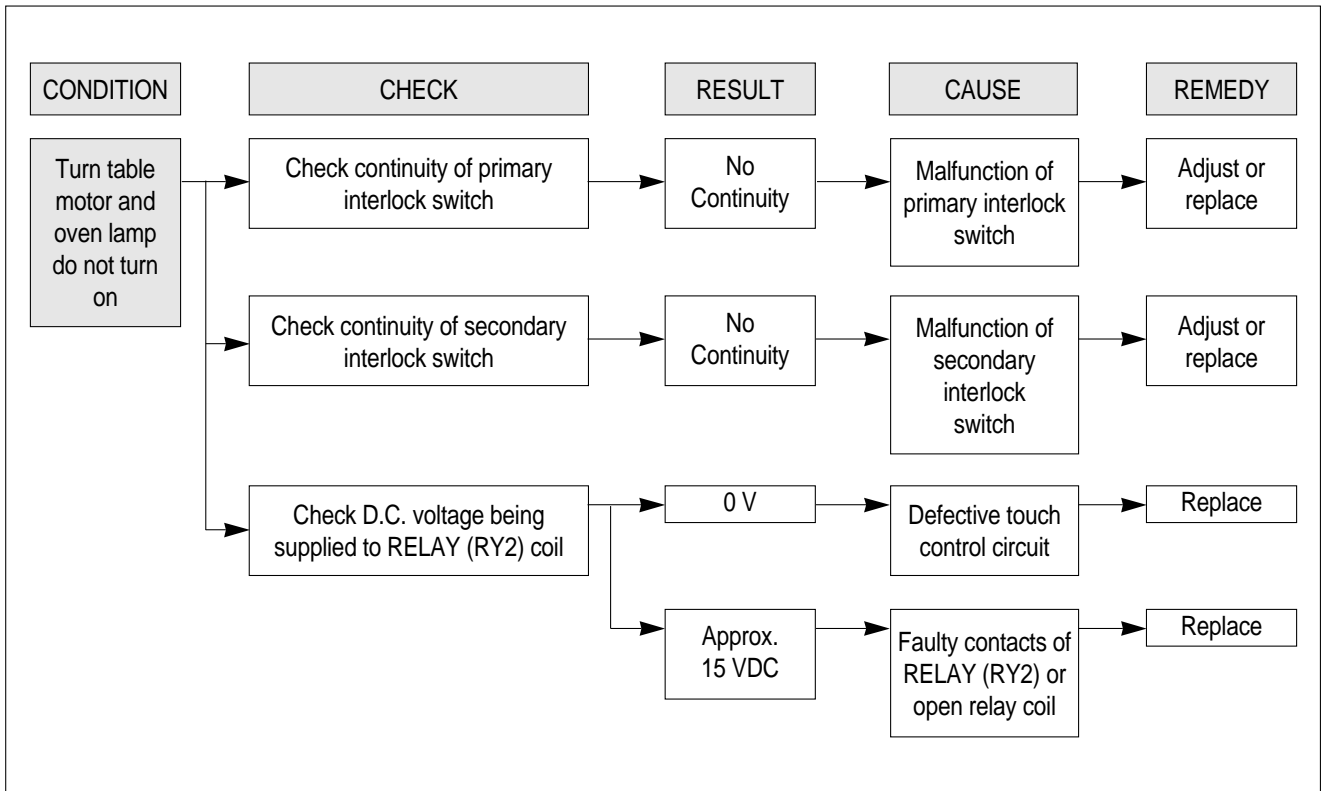 CONDITION
CHECK
RESULT
CAUSE
REMEDY
Turn table
motor and
oven lamp
do not turn
on
Check continuity of primary
interlock switch
No
Continuity
Malfunction of
primary interlock
switch
Adjust or
replace
Check continuity of secondary
interlock switch
No
Continuity
Malfunction of
secondary
interlock
switch
Adjust or
replace
Check D.C. voltage being
supplied to RELAY (RY2) coil
0 V
Defective touch
control circuit
Replace
Approx.
15 VDC
Faulty contacts of
RELAY (RY2) or
open relay coil
Replace